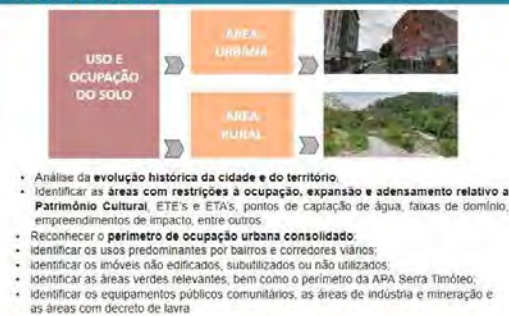 USO E
OCUPAÇÃO
DO SOLO
ÁREA
URBANA
ÁREA
RURAL
• Análise da evolução histórica da cidade e do território;
• Identificar as áreas com restrições à ocupação, expansão e adensamento relativo a
Patrimônio Cultural, ETE's e ETA's, pontos de captação de água, faixas de domínio,
empreendimentos de impacto, entre outros
• Reconhecer o perímetro de ocupação urbana consolidado;
• Identificar os usos predominantes por bairros e corredores viários;
• Identificar os imóveis não edificados, subutilizados ou não utilizados;
• Identificar as áreas verdes relevantes, bem como o perímetro da APA Serra Timóteo;
• Identificar os equipamentos públicos comunitários, as áreas de indústria e mineração e
as áreas com decreto de lavra